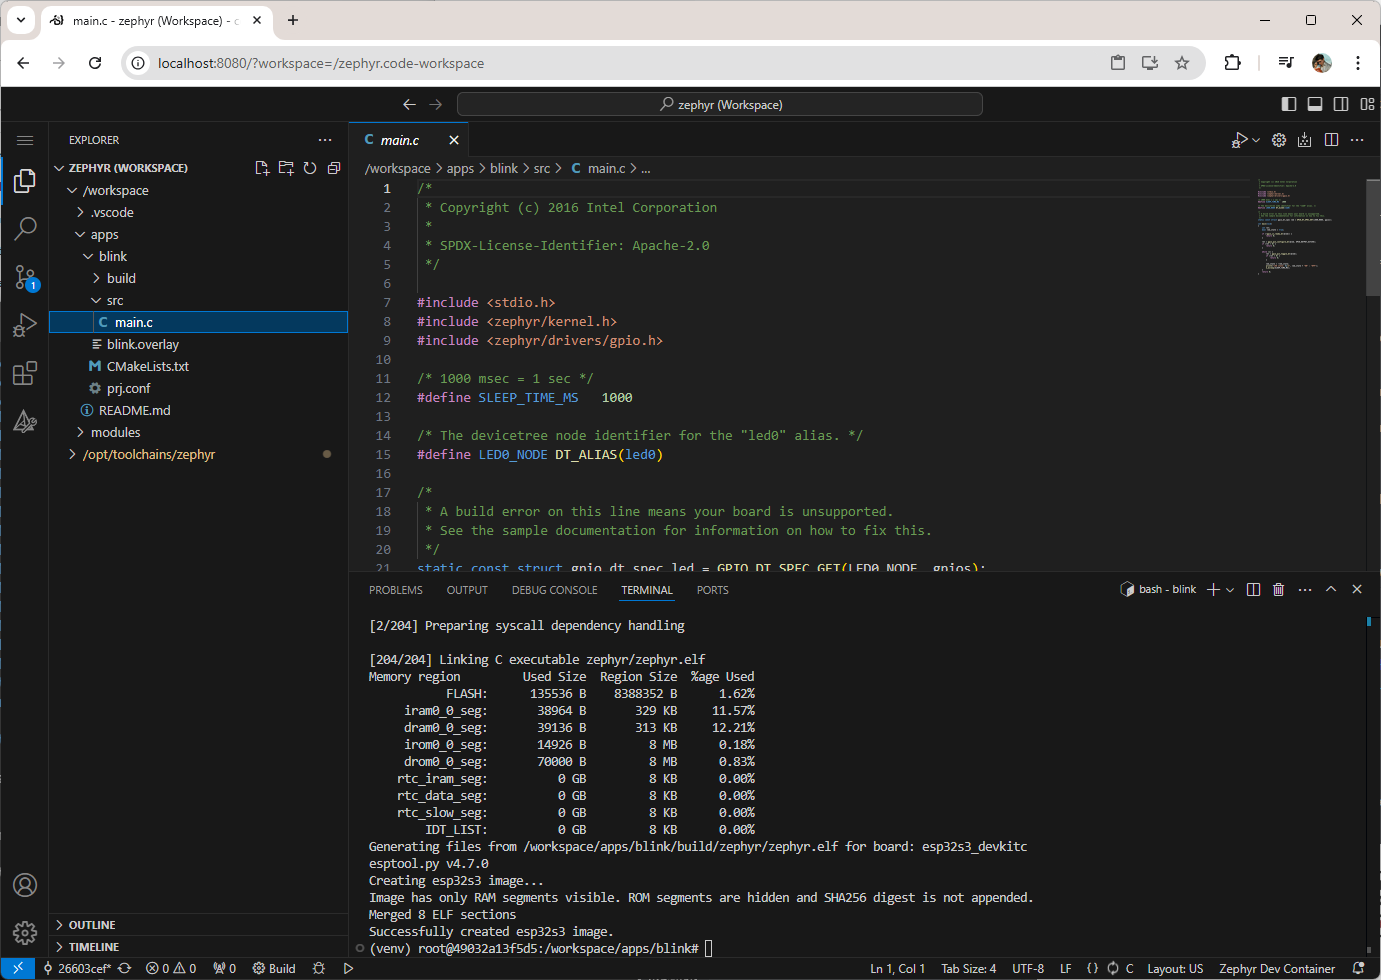 main.c - zephyr (Workspace) - c
localhost:8080/?workspace=/zephyr.code-workspace
zephyr (Workspace)
EXPLORER
ZEPHYR (WORKSPACE)
/workspace
.vscode
apps
blink
build
src
C main.c
blink.overlay
M CMakeLists.txt
prj.conf
README.md
modules
/opt/toolchains/zephyr
1
OUTLINE
TIMELINE
C main.c
/workspace > apps > blink > src > C main.c > ...
1 /*
2 * Copyright (c) 2016 Intel Corporation
3 *
4 * SPDX-License-Identifier: Apache-2.0
5 */
6
7 #include <stdio.h>
8 #include <zephyr/kernel.h>
9 #include <zephyr/drivers/gpio.h>
10
11 /* 1000 msec = 1 sec */
12 #define SLEEP_TIME_MS 1000
13
14 /* The devicetree node identifier for the "led0" alias. */
15 #define LED0_NODE DT_ALIAS(led0)
16
17 /*
18 * A build error on this line means your board is unsupported.
19 * See the sample documentation for information on how to fix this.
20 */
21 static const struct gpio_dt_spec led = GPIO_DT_SPEC_GET(LED0_NODE, gpios);
PROBLEMS OUTPUT DEBUG CONSOLE TERMINAL PORTS
bash - blink
[2/204] Preparing syscall dependency handling
[204/204] Linking C executable zephyr/zephyr.elf
Memory region Used Size Region Size %age Used
FLASH: 135536 B 8388352 B 1.62%
iram0_0_seg: 38964 B 329 KB 11.57%
dram0_0_seg: 39136 B 313 KB 12.21%
irom0_0_seg: 14926 B 8 MB 0.18%
drom0_0_seg: 70000 B 8 MB 0.83%
rtc_iram_seg: 0 GB 8 KB 0.00%
rtc_data_seg: 0 GB 8 KB 0.00%
rtc_slow_seg: 0 GB 8 KB 0.00%
IDT_LIST: 0 GB 8 KB 0.00%
Generating files from /workspace/apps/blink/build/zephyr/zephyr.elf for board: esp32s3_devkitc
esptool.py v4.7.0
Creating esp32s3 image...
Image has only RAM segments visible. ROM segments are hidden and SHA256 digest is not appended.
Merged 8 ELF sections
Successfully created esp32s3 image.
(venv) root@49032a13f5d5:/workspace/apps/blink#
26603cef* 0 0 0 Build Ln 1, Col 1 Tab Size: 4 UTF-8 LF {} C Layout: US Zephyr Dev Container